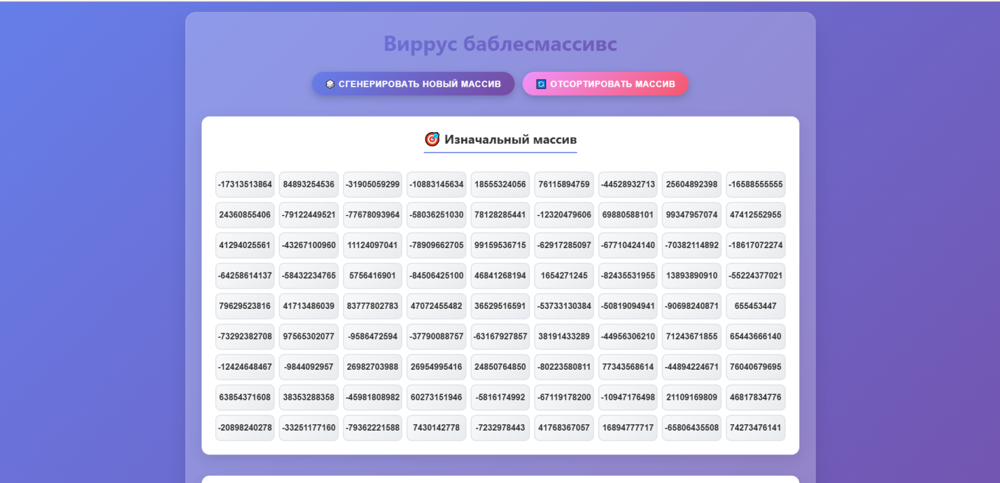 Виррус баблесмассивс
СГЕНЕРИРОВАТЬ НОВЫЙ МАССИВ ОТСОРТИРОВАТЬ МАССИВ
Изначальный массив
-17313513864 84893254536 -31905059299 -10883145634 18555324056 76115894759 -44528932713 25604892398 -16588555555
24360855406 -79122449521 -77678093964 -58036251030 78128285441 -12320479606 69880588101 99347957074 47412552955
41294025561 -43267100960 11124097041 -78909662705 99159536715 -62917285097 -67710424140 -70382114892 -18617072274
-64258614137 -58432234765 5756416901 -84506425100 46841268194 1654271245 -82435531955 13893890910 -55224377021
79629523816 41713486039 83777802783 47072455482 36529516591 -53733130384 -50819094941 -90698240871 655453447
-73292382708 97565302077 -9586472594 -37790088757 -63167927857 38191433289 -44956306210 71243671855 65443666140
-12424648467 -9844092957 26982703988 26954995416 24850764850 -80223580811 77343568614 -44894224671 76040679695
63854371608 38353288358 -45981808982 60273151946 -5816174992 -67119178200 -10947176498 21109169809 46817834776
-20898240278 -33251177160 -79362221588 7430142778 -7232978443 41768367057 16894777717 -65806435508 74273476141